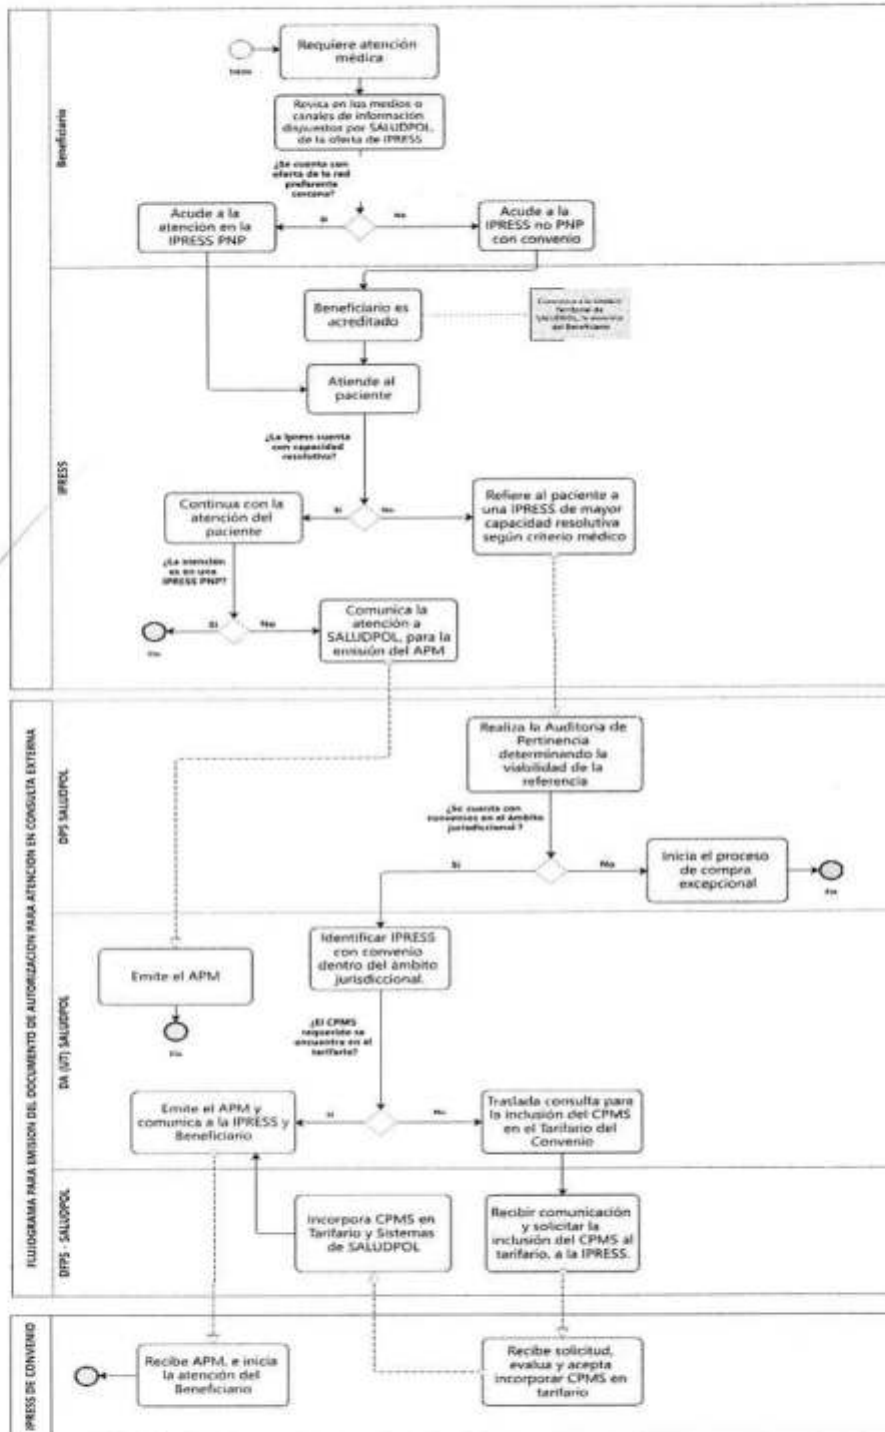 Requiere atención
médica
Inicio
Revisa en los medios o
canales de información
dispuestos por SALUDPOL,
de la oferta de IPRESS
Beneficiario
¿Se cuenta con
oferta de la red
preferente
cercana?
Acude a la
atencion en la
IPRESS PNP
Si
No
Acude a la
IPRESS no PNP
con convenio
Beneficiario es
acreditado
Comunica a la Unidad
Territorial de
SALUDPOL, la atención
del Beneficiario
Atiende al
paciente
¿La Ipress cuenta
con capacidad
resolutiva?
IPRESS
Continua con la
atención del
paciente
Si
No
Refiere al paciente a
una IPRESS de mayor
capacidad resolutiva
según criterio médico
¿La atención
es en una
IPRESS PNP?
Fin
Si
No
Comunica la
atención a
SALUDPOL, para la
emisión del APM
FLUJOGRAMA PARA EMISION DEL DOCUMENTO DE AUTORIZACION PARA ATENCIÓN EN CONSULTA EXTERNA
DPS SALUDPOL
Realiza la Auditoria de
Pertinencia
determinando la
viabilidad de la
referencia
¿Se cuenta con
convenios en el ámbito
jurisdiccional ?
Si
No
Inicia el proceso
de compra
excepcional
Fin
DA (UT) SALUDPOL
Emite el APM
Fin
Identificar IPRESS
con convenio
dentro del ámbito
jurisdiccional.
¿El CPMS
requerido se
encuentra en el
tarifario?
Emite el APM y
comunica a la IPRESS y
Beneficiario
Si
No
Traslada consulta para
la inclusión del CPMS
en el Tarifario del
Convenio
DFPS - SALUDPOL
Incorpora CPMS en
Tarifario y Sistemas
de SALUDPOL
Recibir comunicación
y solicitar la
inclusión del CPMS al
tarifario, a la IPRESS.
IPRESS DE CONVENIO
Recibe APM, e inicia
la atención del
Beneficiario
Recibe solicitud,
evalua y acepta
incorporar CPMS en
tarifario